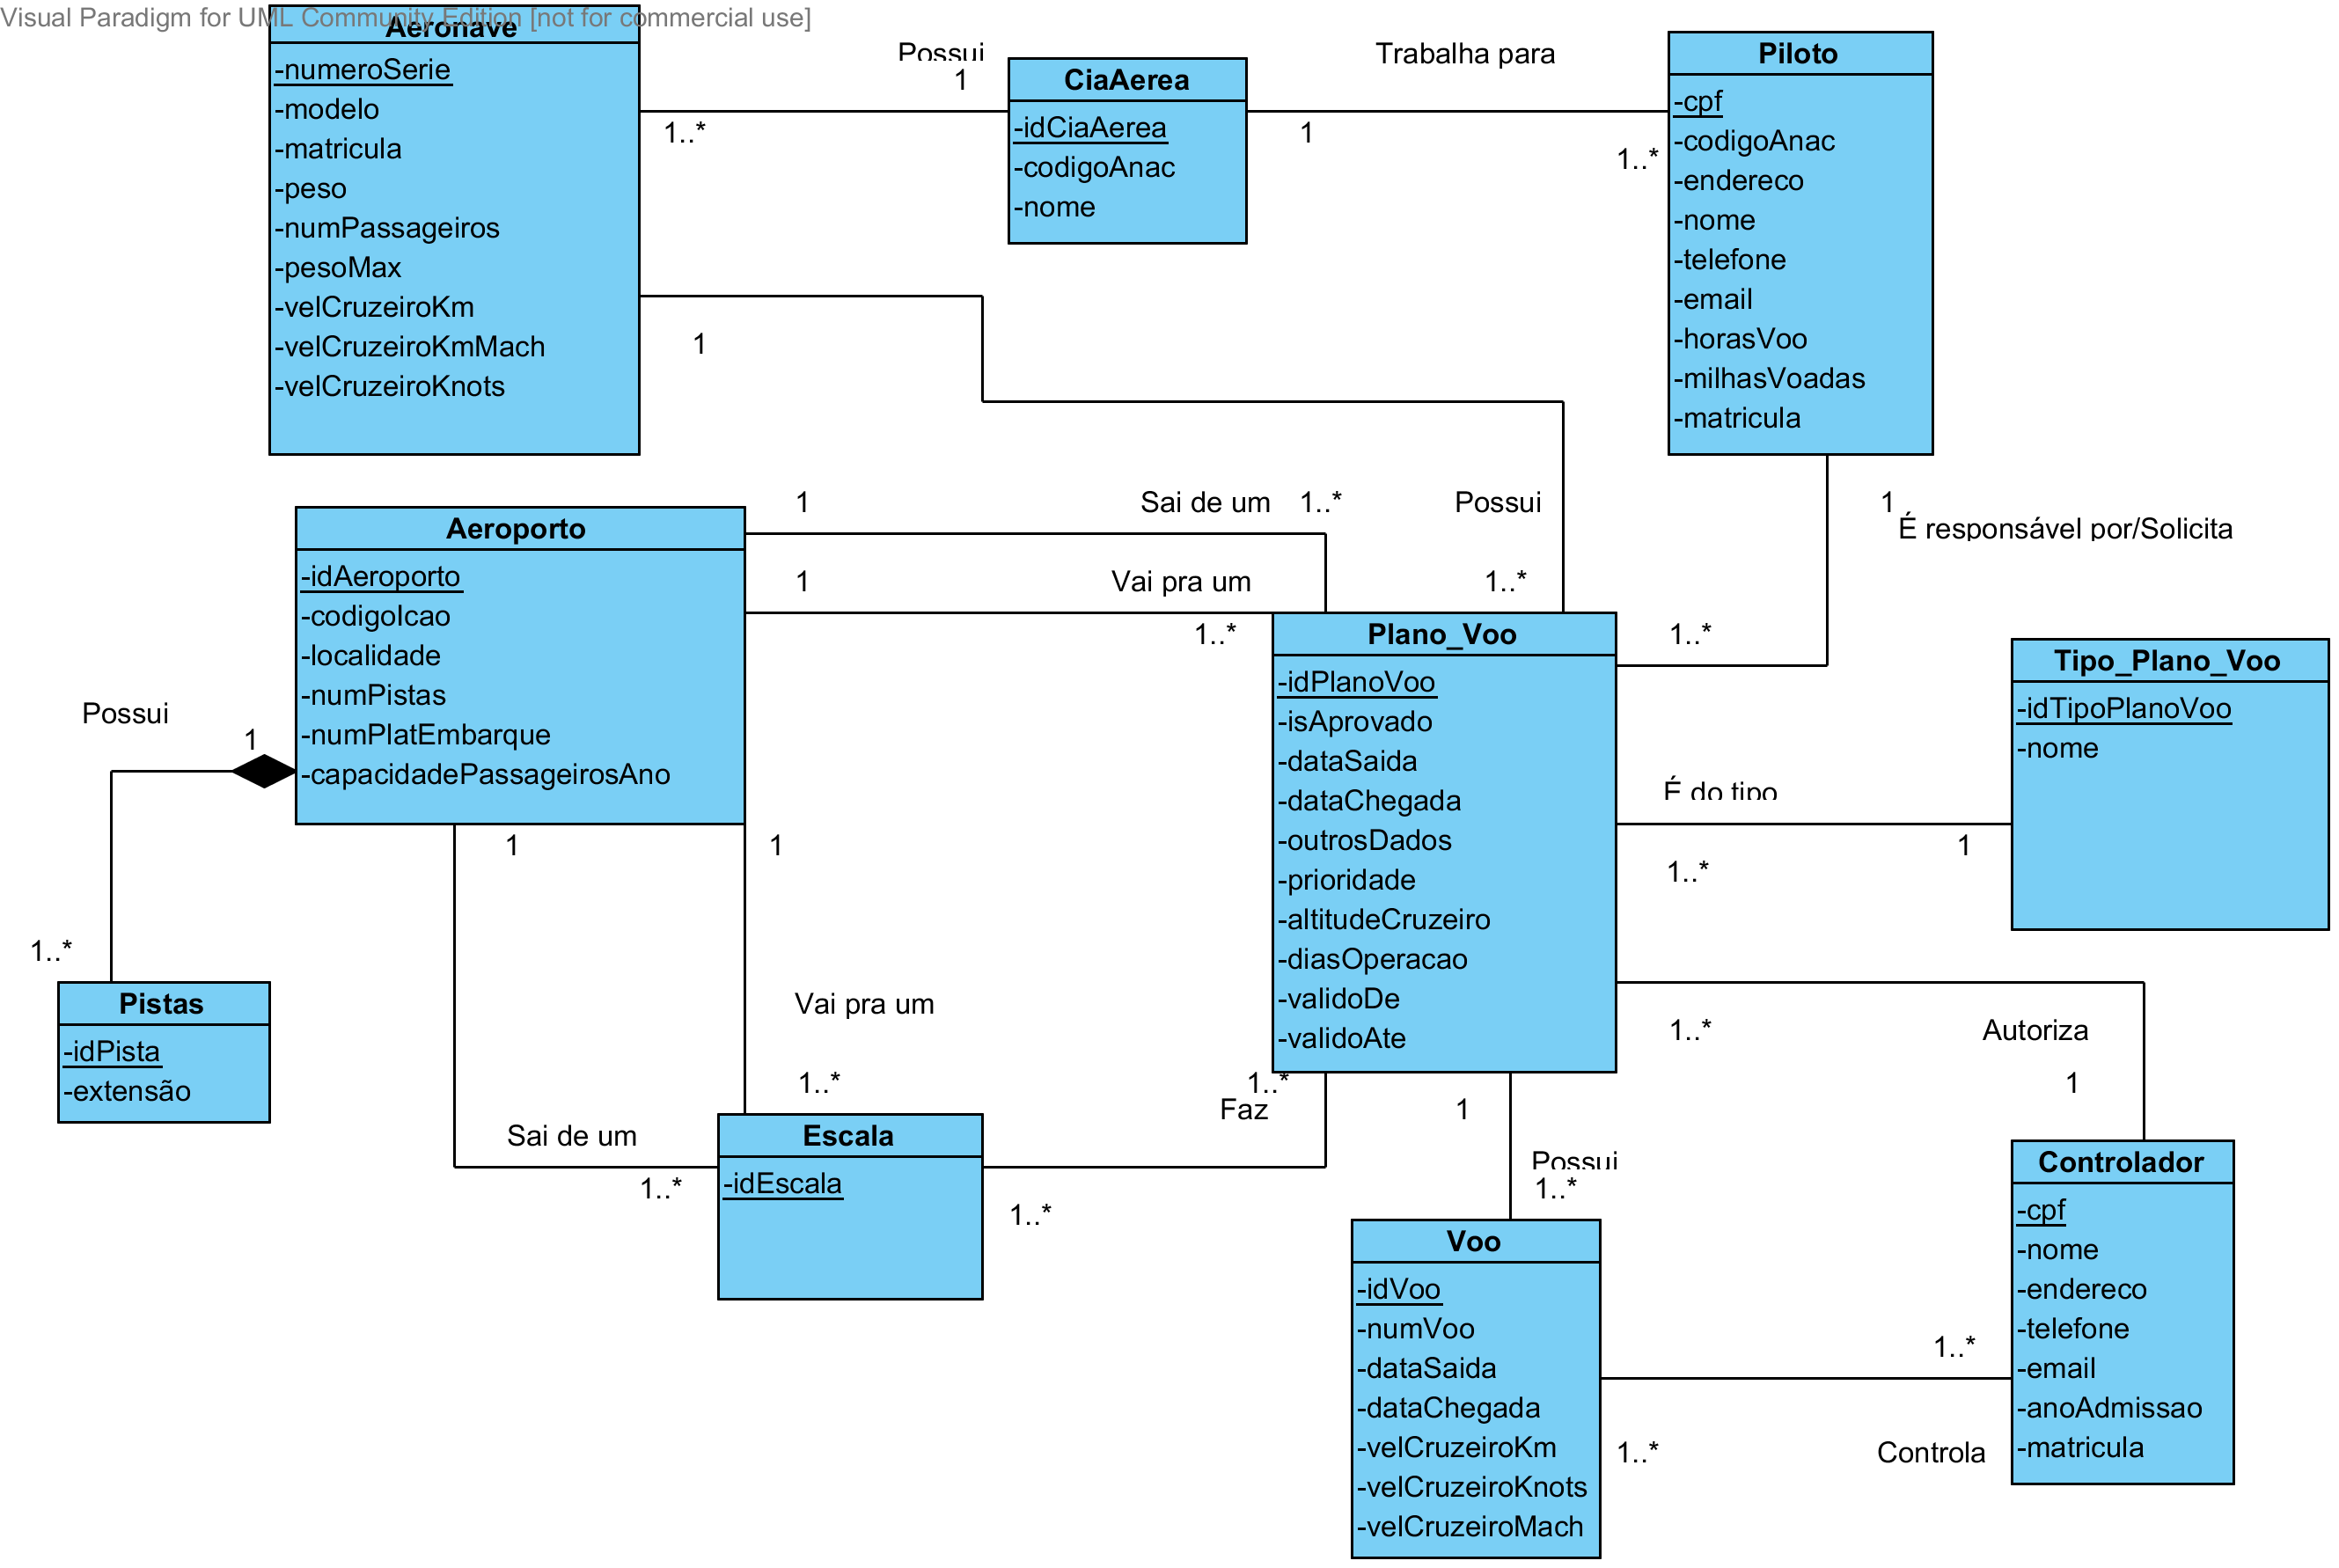 Visual Paradigm for UML Community Edition [not for commercial use]
Aeronave
-numeroSerie
-modelo
-matricula
-peso
-numPassageiros
-pesoMax
-velCruzeiroKm
-velCruzeiroKmMach
-velCruzeiroKnots
Possui
1
1..*
CiaAerea
-idCiaAerea
-codigoAnac
-nome
Trabalha para
1
1..*
Piloto
-cpf
-codigoAnac
-endereco
-nome
-telefone
-email
-horasVoo
-milhasVoadas
-matricula
1
Possui
1..*
1
É responsável por/Solicita
1..*
Aeroporto
-idAeroporto
-codigoIcao
-localidade
-numPistas
-numPlatEmbarque
-capacidadePassageirosAno
1
Sai de um
1..*
1
Vai pra um
1..*
Plano_Voo
-idPlanoVoo
-isAprovado
-dataSaida
-dataChegada
-outrosDados
-prioridade
-altitudeCruzeiro
-diasOperacao
-validoDe
-validoAte
Tipo_Plano_Voo
-idTipoPlanoVoo
-nome
É do tipo
1..*
1
Possui
1
1..*
Pistas
-idPista
-extensão
1
1
Vai pra um
1..*
Sai de um
1..*
Escala
-idEscala
1..*
Faz
1..*
1
Possui
1..*
1..*
Autoriza
1
Voo
-idVoo
-numVoo
-dataSaida
-dataChegada
-velCruzeiroKm
-velCruzeiroKnots
-velCruzeiroMach
Controlador
-cpf
-nome
-endereco
-telefone
-email
-anoAdmissao
-matricula
1..*
1..*
Controla